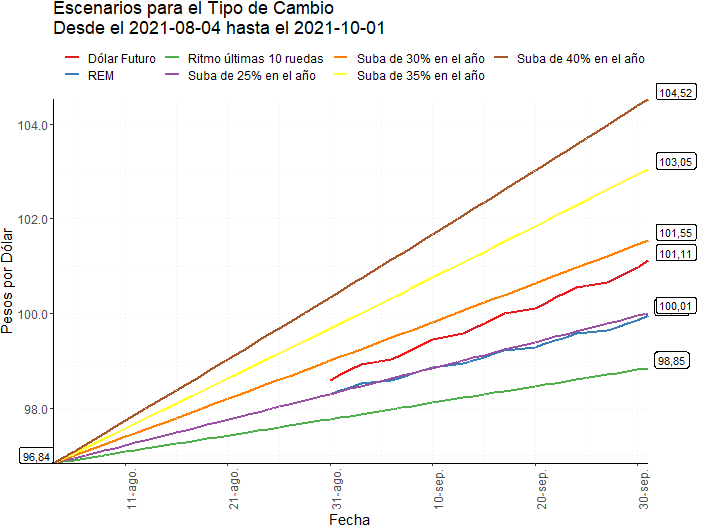 Escenarios para el Tipo de Cambio
Desde el 2021-08-04 hasta el 2021-10-01
Dólar Futuro
Ritmo últimas 10 ruedas
Suba de 30% en el año
Suba de 40% en el año
REM
Suba de 25% en el año
Suba de 35% en el año
104,52
104.0
103,05
102.0
101,55
101,11
100.0
100,01
98,85
98.0
96,84
Pesos por Dólar
11-ago.
21-ago.
31-ago.
10-sep.
20-sep.
30-sep.
Fecha